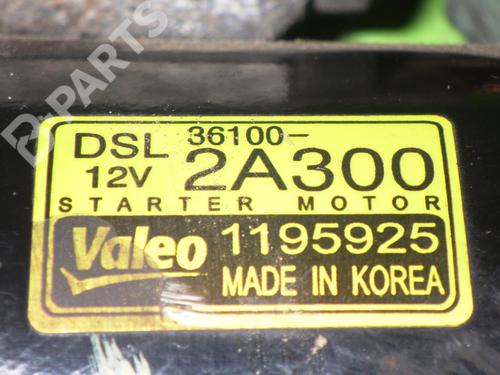 B-PARTS
DSL 36100-
12V 2A300
STARTER MOTOR
Valeo 1195925
MADE IN KOREA